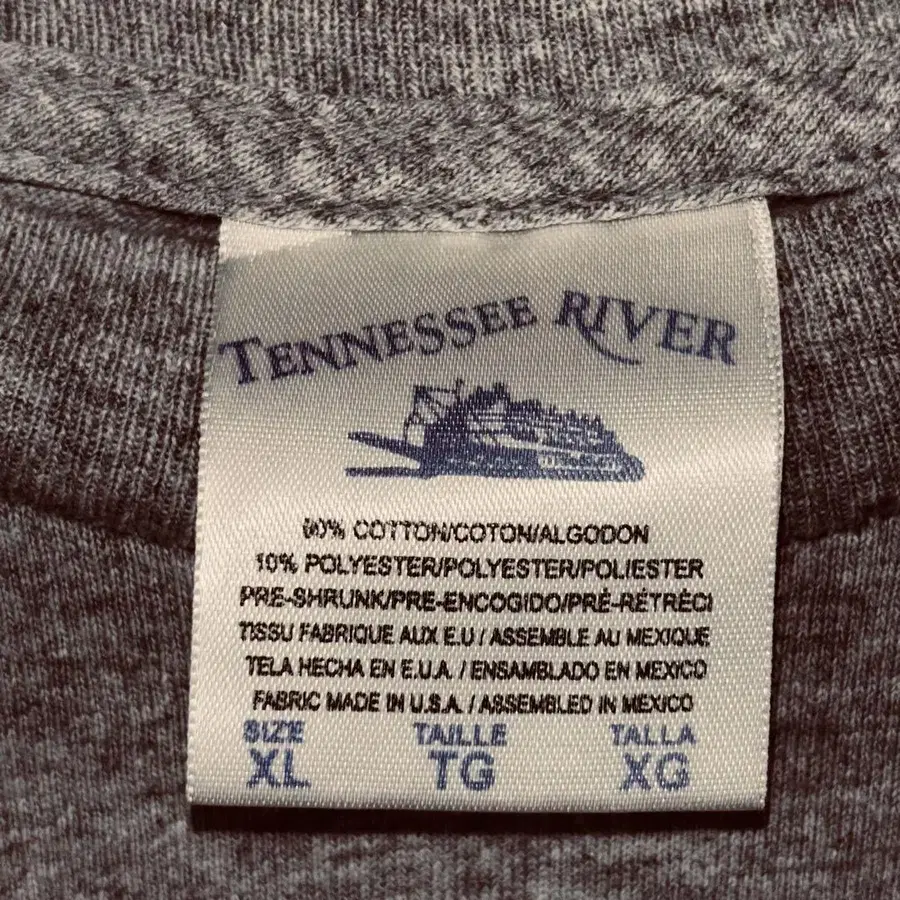 TENNESSEE RIVER
90% COTTON/COTON/ALGODON
10% POLYESTER/POLYESTER/POLIESTER
PRE-SHRUNK/PRE-ENCOGIDO/PRÉ-RÉTRÉCI
TISSU FABRIQUE AUX E.U / ASSEMBLE AU MEXIQUE
TELA HECHA EN E.U.A. / ENSAMBLADO EN MEXICO
FABRIC MADE IN U.S.A. / ASSEMBLED IN MEXICO
SIZE TAILLE TALLA
XL TG XG